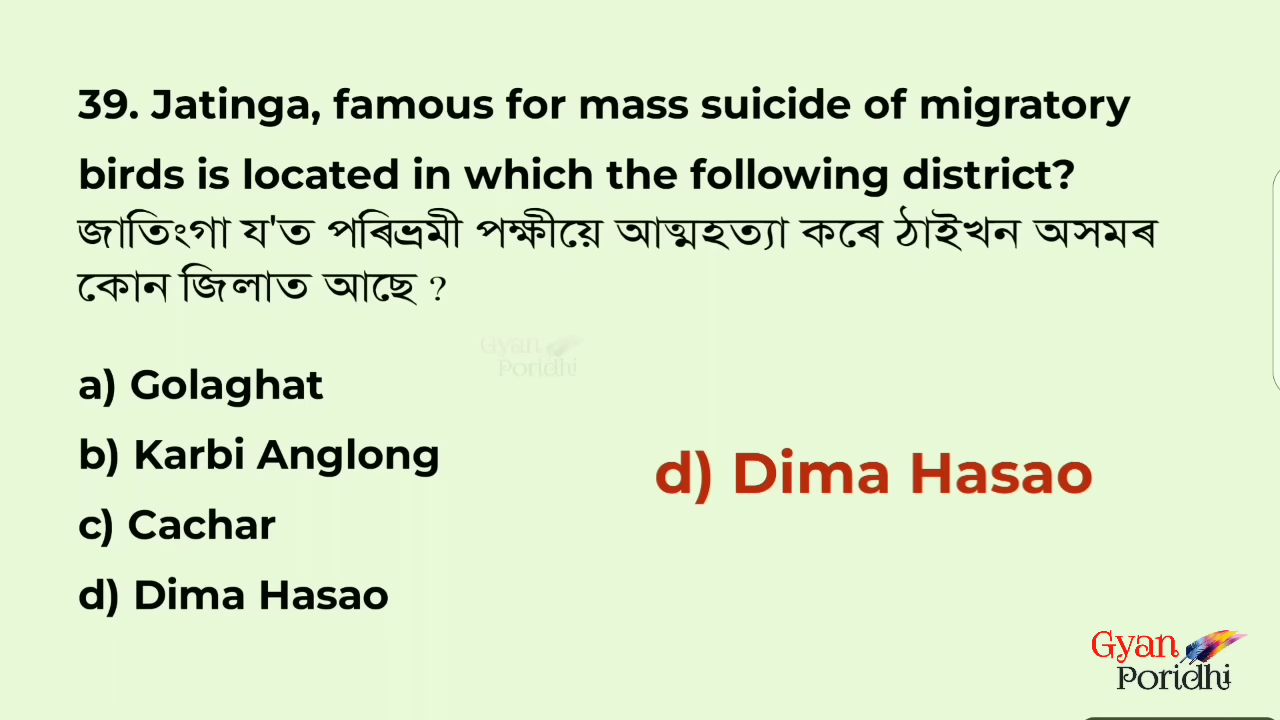 39. Jatinga, famous for mass suicide of migratory
birds is located in which the following district?
জাতিংগা য'ত পৰিভ্ৰমী পক্ষীয়ে আত্মহত্যা কৰে ঠাইখন অসমৰ
কোন জিলাত আছে ?
Gyan
Poridhi
a) Golaghat
b) Karbi Anglong
d) Dima Hasao
c) Cachar
d) Dima Hasao
Gyan
Poridhi